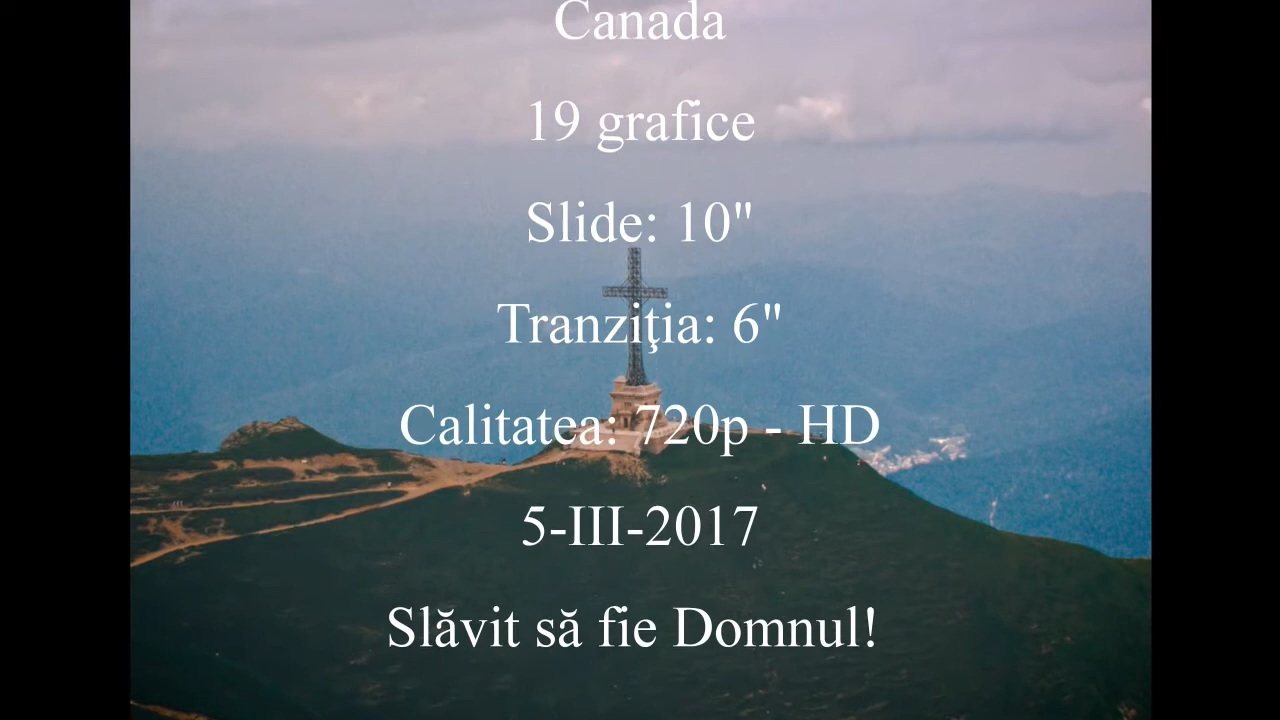 Canada
19 grafice
Slide: 10"
Tranziţia: 6"
Calitatea: 720p - HD
5-III-2017
Slăvit să fie Domnul!